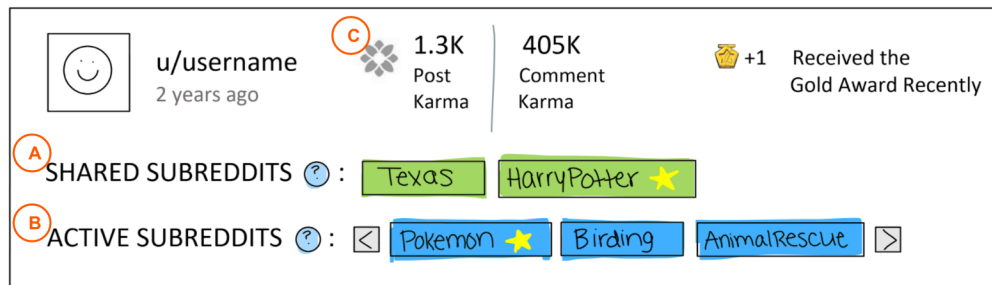 C
1.3K
Post
Karma
405K
Comment
Karma
u/username
2 years ago
+1 Received the
Gold Award Recently
A
SHARED SUBREDDITS ? : Texas HarryPotter
B
ACTIVE SUBREDDITS ? : < Pokemon Birding AnimalRescue >